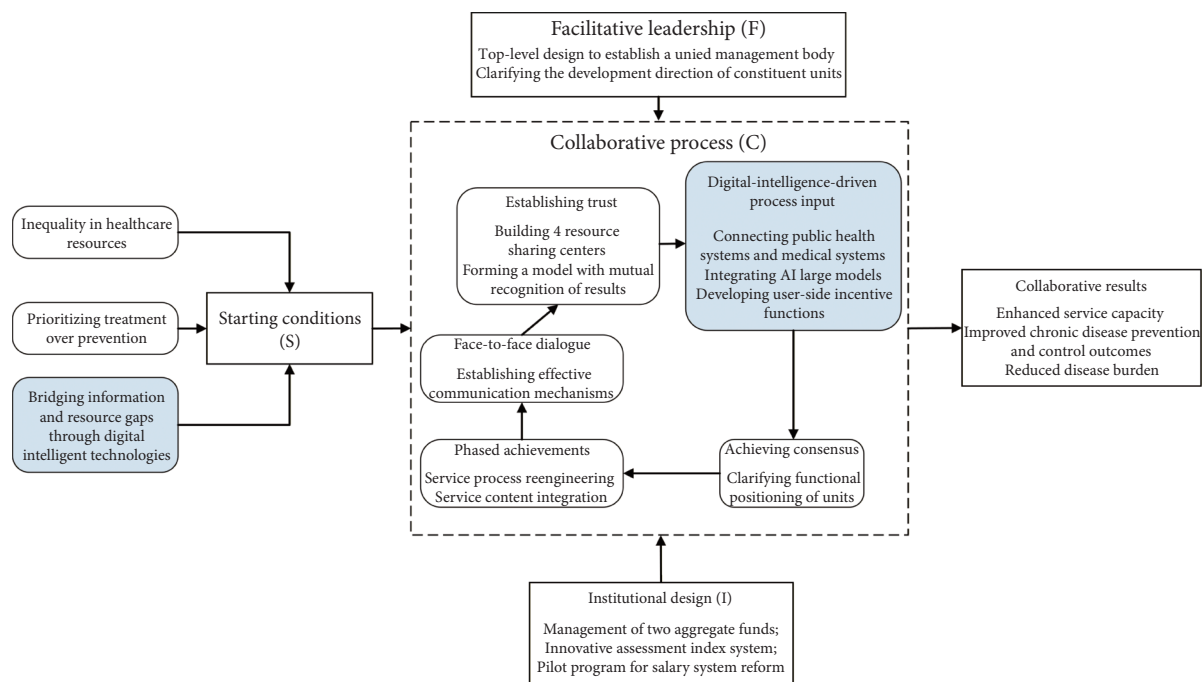 Facilitative leadership (F)
Top-level design to establish a unied management body
Clarifying the development direction of constituent units
Collaborative process (C)
Inequality in healthcare
resources
Prioritizing treatment
over prevention
Bridging information
and resource gaps
through digital
intelligent technologies
Starting conditions
(S)
Establishing trust
Building 4 resource
sharing centers
Forming a model with mutual
recognition of results
Digital-intelligence-driven
process input
Connecting public health
systems and medical systems
Integrating AI large models
Developing user-side incentive
functions
Face-to-face dialogue
Establishing effective
communication mechanisms
Phased achievements
Service process reengineering
Service content integration
Achieving consensus
Clarifying functional
positioning of units
Collaborative results
Enhanced service capacity
Improved chronic disease prevention
and control outcomes
Reduced disease burden
Institutional design (I)
Management of two aggregate funds;
Innovative assessment index system;
Pilot program for salary system reform